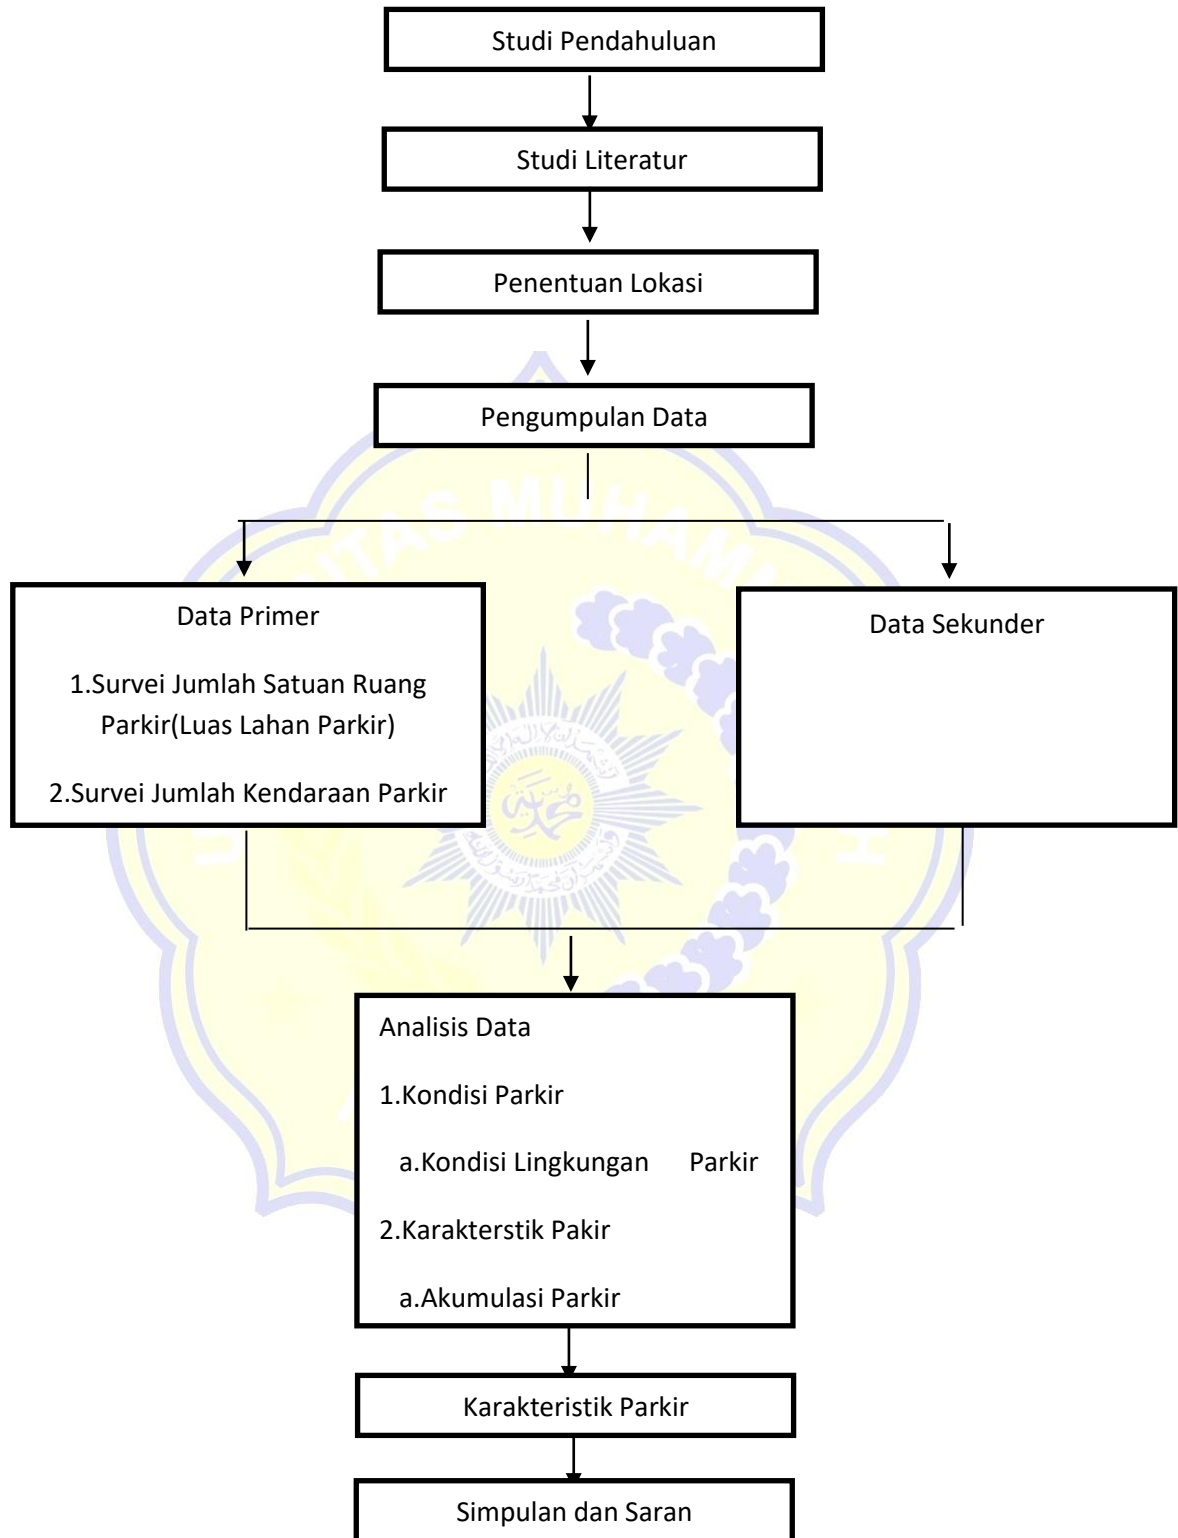 Studi Pendahuluan
Studi Literatur
Penentuan Lokasi
Pengumpulan Data
Data Primer
1.Survei Jumlah Satuan Ruang
Parkir(Luas Lahan Parkir)
2.Survei Jumlah Kendaraan Parkir
Data Sekunder
Analisis Data
1.Kondisi Parkir
a.Kondisi Lingkungan Parkir
2.Karakterstik Pakir
a.Akumulasi Parkir
Karakteristik Parkir
Simpulan dan Saran